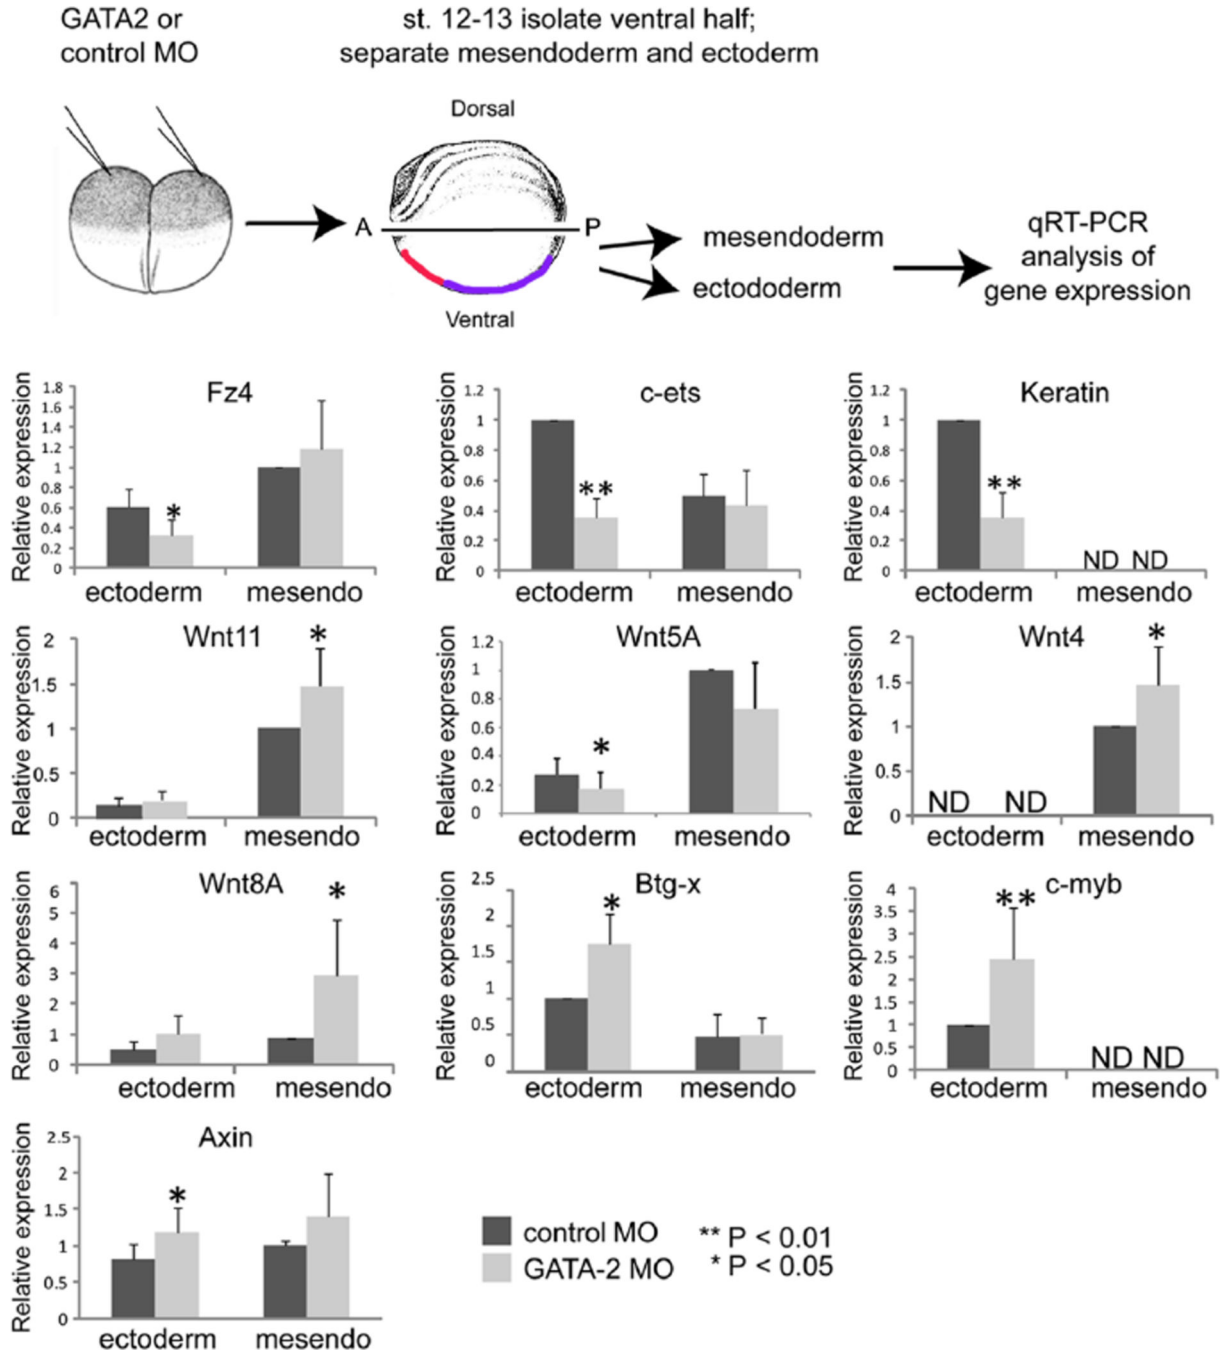 GATA2 or
control MO
st. 12-13 isolate ventral half;
separate mesendoderm and ectoderm
Dorsal
A
P
Ventral
mesendoderm
ectododerm
qRT-PCR
analysis of
gene expression
Fz4
Relative expression
1.8
1.6
1.4
1.2
1
0.8
0.6
0.4
0.2
0
*
ectoderm
mesendo
c-ets
Relative expression
1.2
1
0.8
0.6
0.4
0.2
0
**
ectoderm
mesendo
Keratin
Relative expression
1.2
1
0.8
0.6
0.4
0.2
0
**
ND ND
ectoderm
mesendo
Wnt11
Relative expression
2
1.5
1
0.5
0
*
ectoderm
mesendo
Wnt5A
Relative expression
1.2
1
0.8
0.6
0.4
0.2
0
*
ectoderm
mesendo
Wnt4
Relative expression
2
1.5
1
0.5
0
*
ND ND
ectoderm
mesendo
Wnt8A
Relative expression
6
5
4
3
2
1
0
*
ectoderm
mesendo
Btg-x
Relative expression
2.5
2
1.5
1
0.5
0
*
ectoderm
mesendo
c-myb
Relative expression
4
3.5
3
2.5
2
1.5
1
0.5
0
**
ND ND
ectoderm
mesendo
Axin
Relative expression
2.5
2
1.5
1
0.5
0
*
ectoderm
mesendo
control MO
GATA-2 MO
** P < 0.01
* P < 0.05